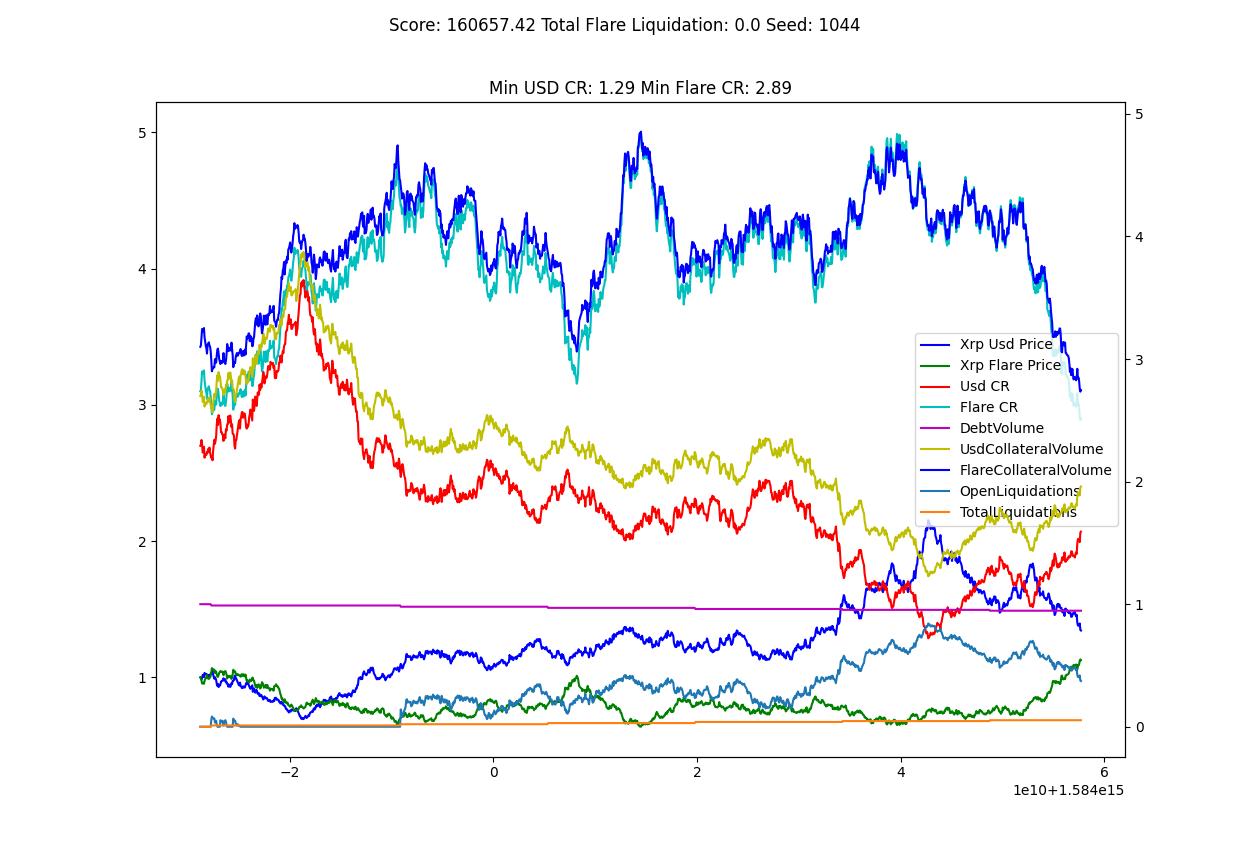 Score: 160657.42 Total Flare Liquidation: 0.0 Seed: 1044
Min USD CR: 1.29 Min Flare CR: 2.89
5
4
3
2
1
5
4
3
2
1
0
Xrp Usd Price
Xrp Flare Price
Usd CR
Flare CR
DebtVolume
UsdCollateralVolume
FlareCollateralVolume
OpenLiquidations
TotalLiquidations
−2
0
2
4
6
1e10+1.584e15